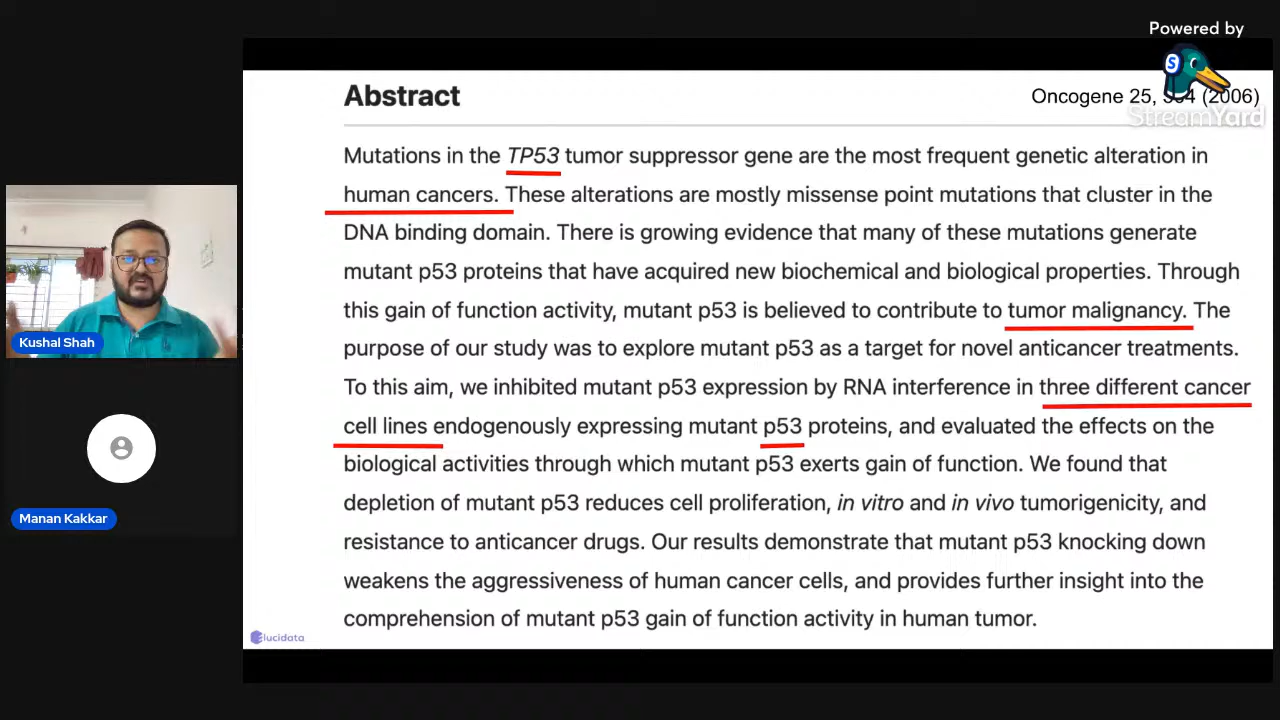 Powered by
S
StreamYard
Abstract
Oncogene 25, 304 (2006)
Mutations in the TP53 tumor suppressor gene are the most frequent genetic alteration in
human cancers. These alterations are mostly missense point mutations that cluster in the
DNA binding domain. There is growing evidence that many of these mutations generate
mutant p53 proteins that have acquired new biochemical and biological properties. Through
this gain of function activity, mutant p53 is believed to contribute to tumor malignancy. The
purpose of our study was to explore mutant p53 as a target for novel anticancer treatments.
To this aim, we inhibited mutant p53 expression by RNA interference in three different cancer
cell lines endogenously expressing mutant p53 proteins, and evaluated the effects on the
biological activities through which mutant p53 exerts gain of function. We found that
depletion of mutant p53 reduces cell proliferation, in vitro and in vivo tumorigenicity, and
resistance to anticancer drugs. Our results demonstrate that mutant p53 knocking down
weakens the aggressiveness of human cancer cells, and provides further insight into the
comprehension of mutant p53 gain of function activity in human tumor.
Kushal Shah
Manan Kakkar
Elucidata